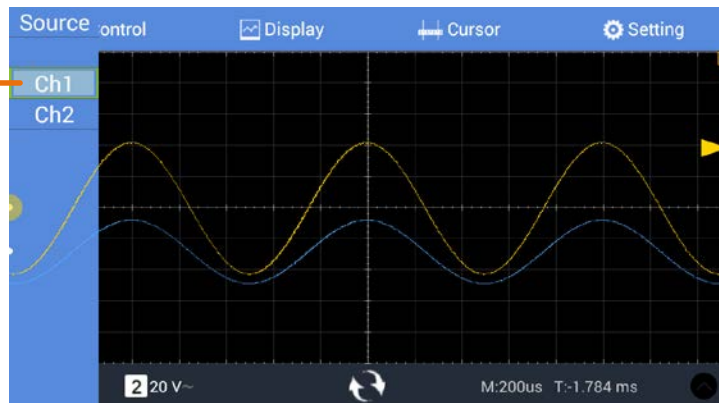 Source ontrol Display Cursor Setting
Ch1
Ch2
2 20 V~ M:200us T:-1.784 ms